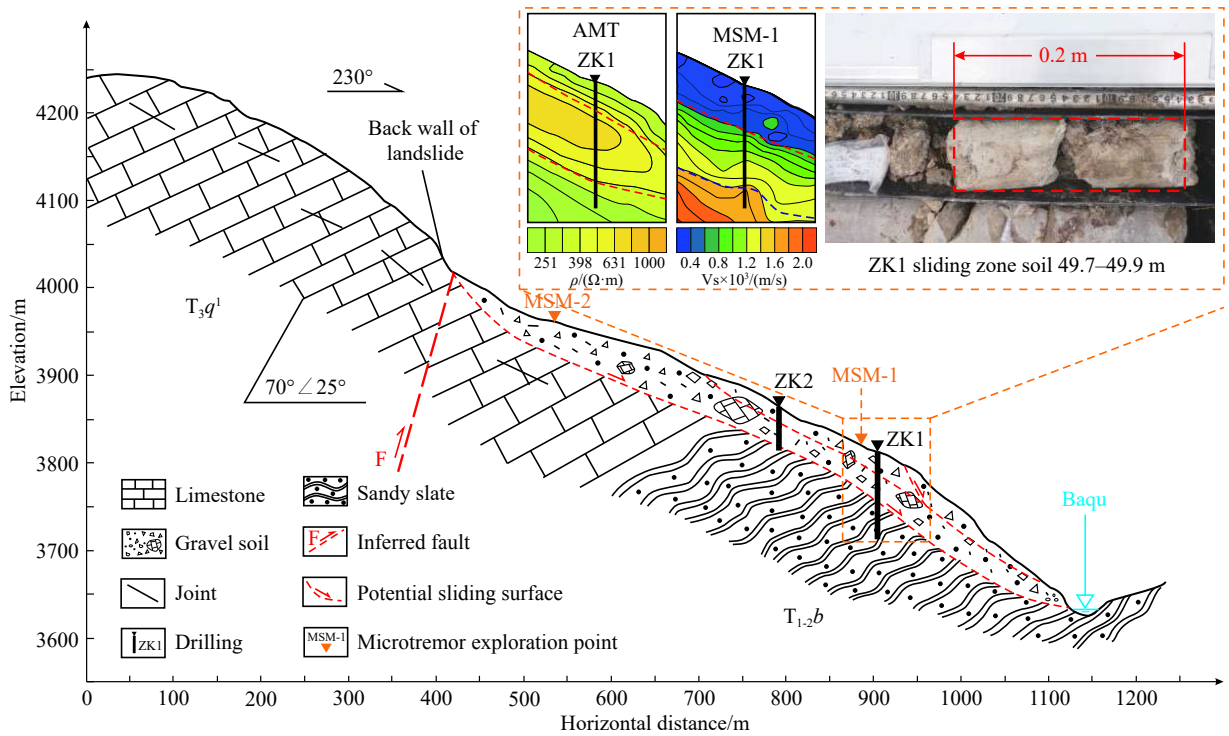 AMT
ZK1
MSM-1
ZK1
0.2 m
251 398 631 1000
ρ/(Ω·m)
0.4 0.8 1.2 1.6 2.0
Vs×10³/(m/s)
ZK1 sliding zone soil 49.7–49.9 m
230°
Back wall of
landslide
T₃q¹
70°∠25°
F
MSM-2
ZK2
MSM-1
ZK1
Baqu
T₁₋₂b
Limestone
Sandy slate
Gravel soil
F
Inferred fault
Joint
Potential sliding surface
ZK1
Drilling
MSM-1
Microtremor exploration point
Elevation/m
4200
4100
4000
3900
3800
3700
3600
0 100 200 300 400 500 600 700 800 900 1000 1100 1200
Horizontal distance/m